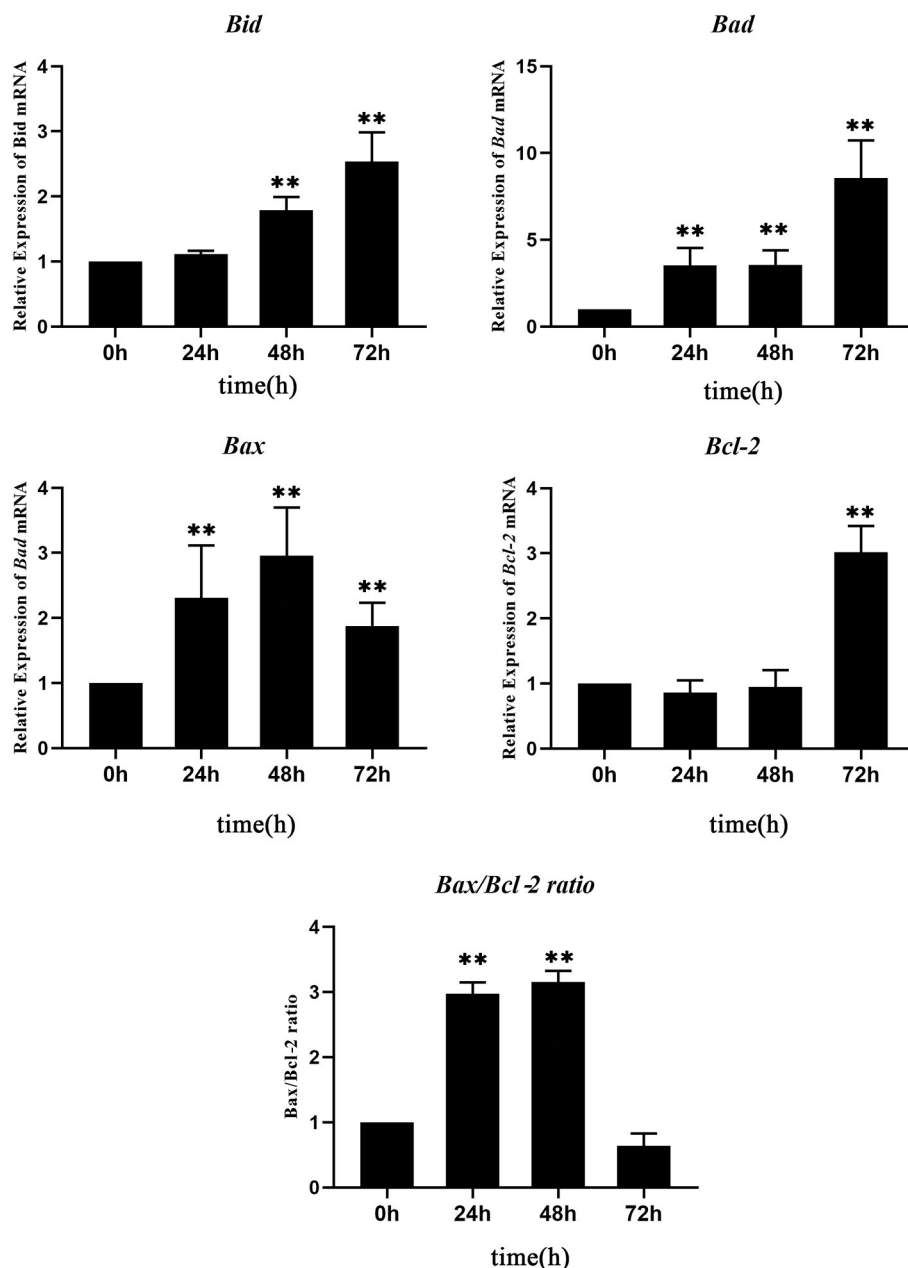 Bid
Relative Expression of Bid mRNA
4
3
2
1
0
**
**
0h 24h 48h 72h
time(h)
Bad
Relative Expression of Bad mRNA
15
10
5
0
**
**
**
0h 24h 48h 72h
time(h)
Bax
Relative Expression of Bad mRNA
4
3
2
1
0
**
**
**
0h 24h 48h 72h
time(h)
Bcl-2
Relative Expression of Bcl-2 mRNA
4
3
2
1
0
**
0h 24h 48h 72h
time(h)
Bax/Bcl-2 ratio
Bax/Bcl-2 ratio
4
3
2
1
0
**
**
0h 24h 48h 72h
time(h)